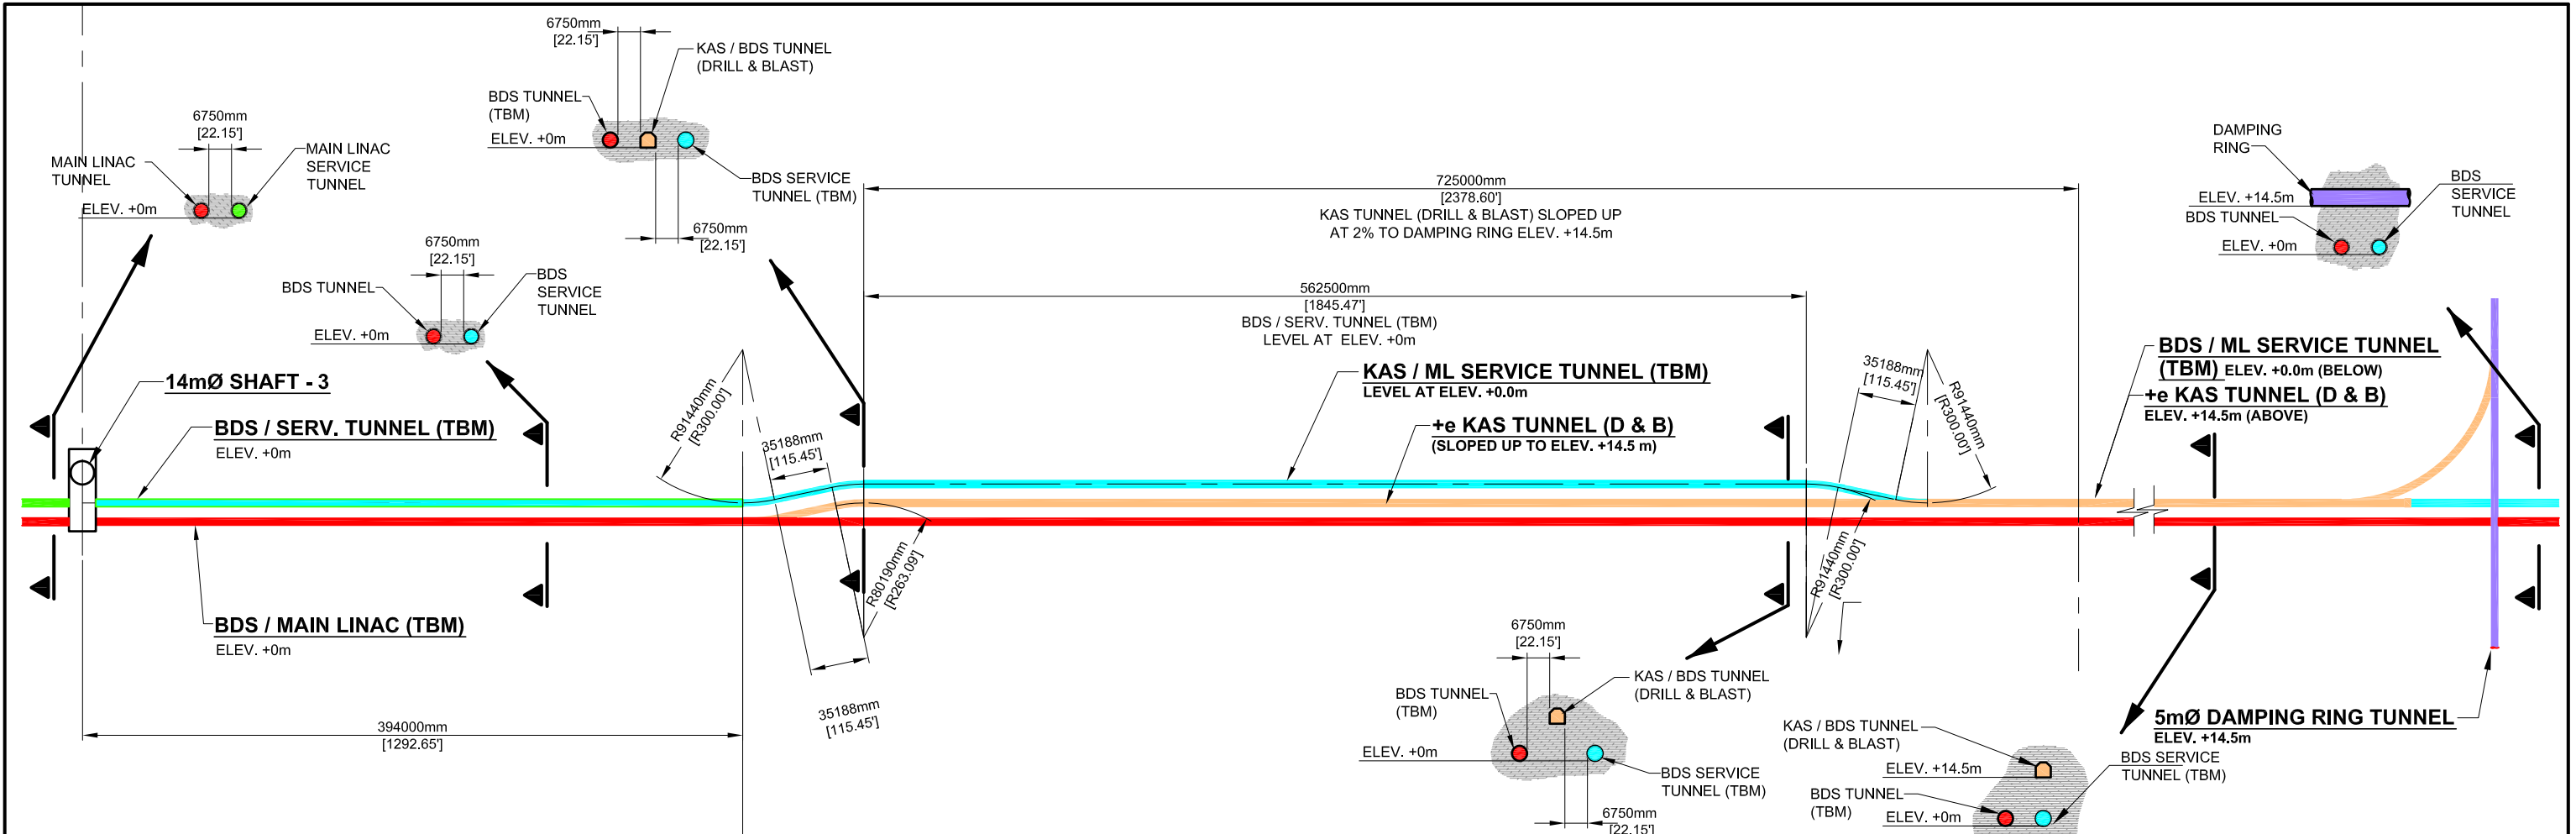 6750mm
[22.15']
MAIN LINAC
TUNNEL
MAIN LINAC
SERVICE
TUNNEL
ELEV. +0m
6750mm
[22.15']
BDS TUNNEL
BDS
SERVICE
TUNNEL
ELEV. +0m
6750mm
[22.15']
KAS / BDS TUNNEL
(DRILL & BLAST)
BDS TUNNEL
(TBM)
ELEV. +0m
BDS SERVICE
TUNNEL (TBM)
6750mm
[22.15']
725000mm
[2378.60']
KAS TUNNEL (DRILL & BLAST) SLOPED UP
AT 2% TO DAMPING RING ELEV. +14.5m
562500mm
[1845.47']
BDS / SERV. TUNNEL (TBM)
LEVEL AT ELEV. +0m
DAMPING
RING
ELEV. +14.5m
BDS TUNNEL
BDS
SERVICE
TUNNEL
ELEV. +0m
14mØ SHAFT - 3
BDS / SERV. TUNNEL (TBM)
ELEV. +0m
BDS / MAIN LINAC (TBM)
ELEV. +0m
R91440mm
[R300.00']
35188mm
[115.45']
R80190mm
[R263.09']
35188mm
[115.45']
394000mm
[1292.65']
KAS / ML SERVICE TUNNEL (TBM)
LEVEL AT ELEV. +0.0m
+e KAS TUNNEL (D & B)
(SLOPED UP TO ELEV. +14.5 m)
35188mm
[115.45']
R91440mm
[R300.00']
R91440mm
[R300.00']
BDS / ML SERVICE TUNNEL
(TBM) ELEV. +0.0m (BELOW)
+e KAS TUNNEL (D & B)
ELEV. +14.5m (ABOVE)
6750mm
[22.15']
KAS / BDS TUNNEL
(DRILL & BLAST)
BDS TUNNEL
(TBM)
ELEV. +0m
BDS SERVICE
TUNNEL (TBM)
6750mm
[22.15']
5mØ DAMPING RING TUNNEL
ELEV. +14.5m
KAS / BDS TUNNEL
(DRILL & BLAST)
ELEV. +14.5m
BDS SERVICE
TUNNEL (TBM)
BDS TUNNEL
(TBM)
ELEV. +0m